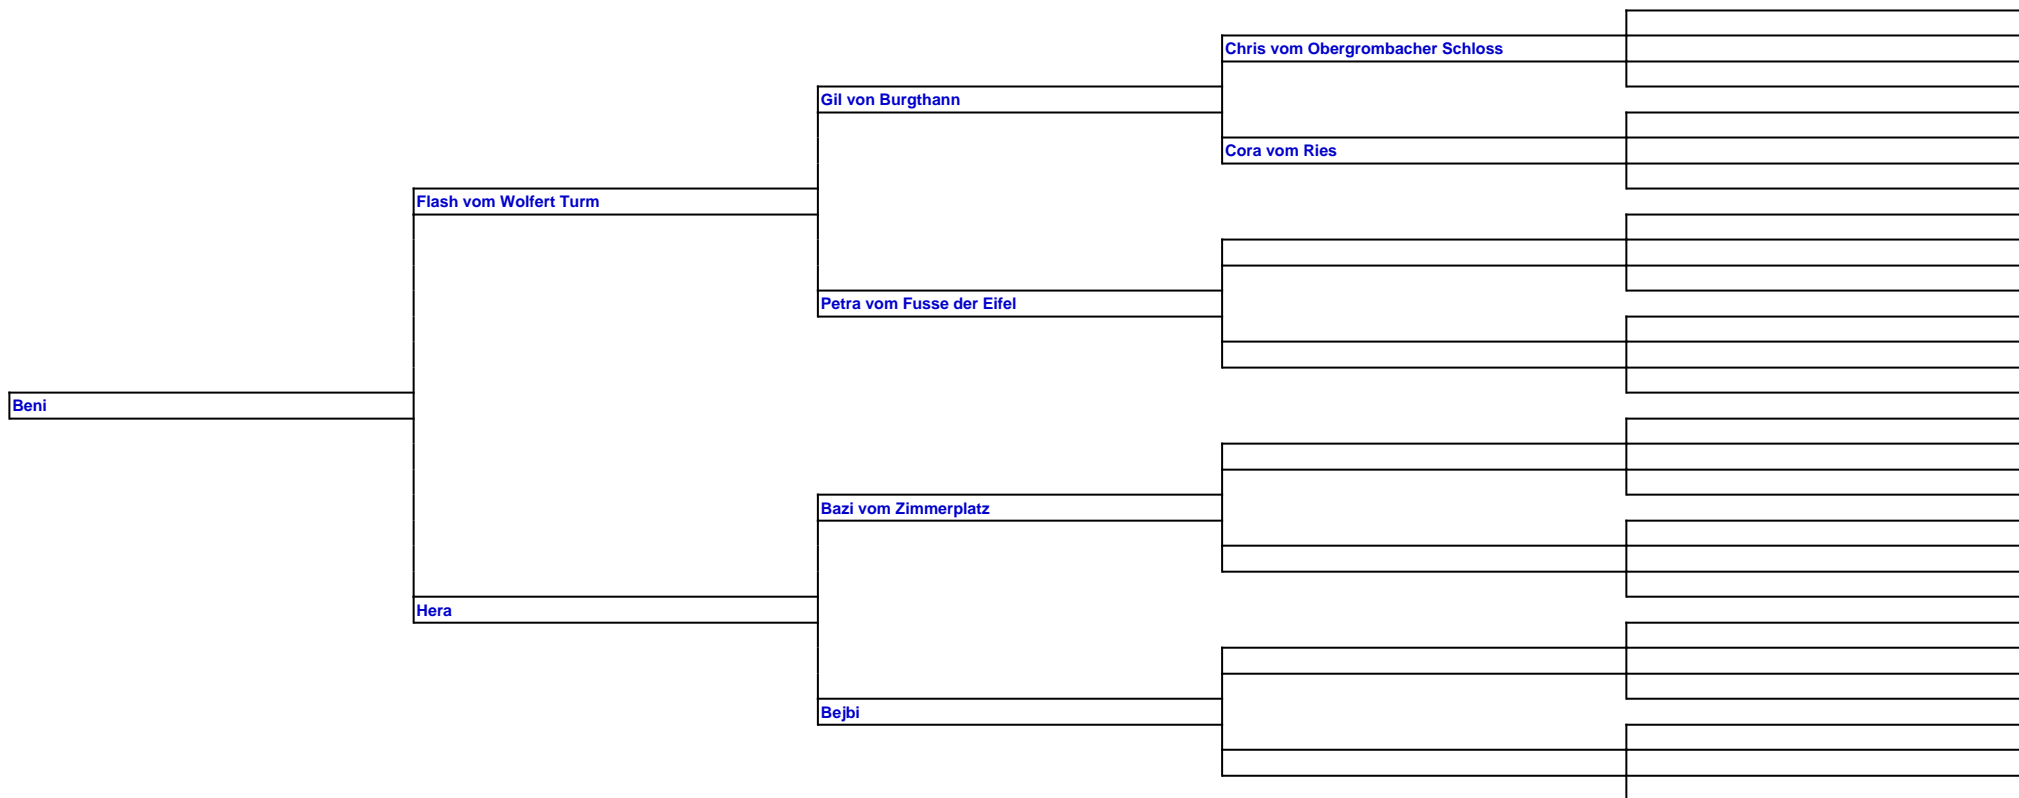 Chris vom Obergrombacher Schloss
Gil von Burgthann
Cora vom Ries
Flash vom Wolfert Turm
Petra vom Fusse der Eifel
Beni
Bazi vom Zimmerplatz
Hera
Bejbi